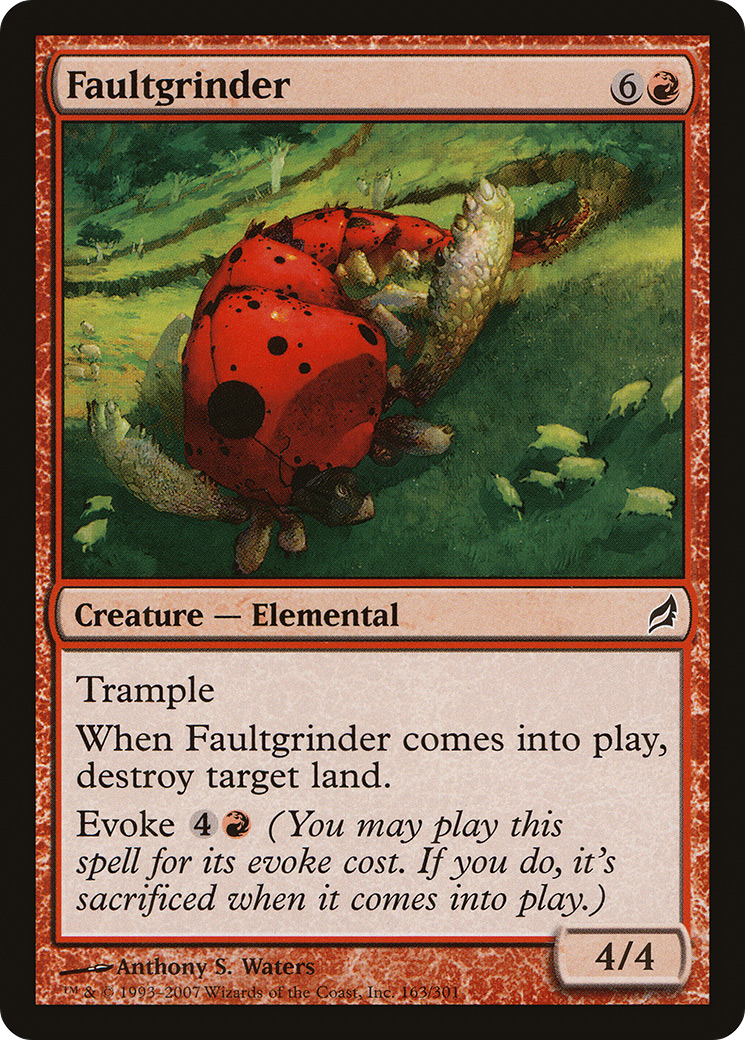 Faultgrinder 6
Creature — Elemental
Trample
When Faultgrinder comes into play,
destroy target land.
Evoke 4 (You may play this
spell for its evoke cost. If you do, it's
sacrificed when it comes into play.)
4/4
Anthony S. Waters
™ & © 1993–2007 Wizards of the Coast, Inc. 163/301